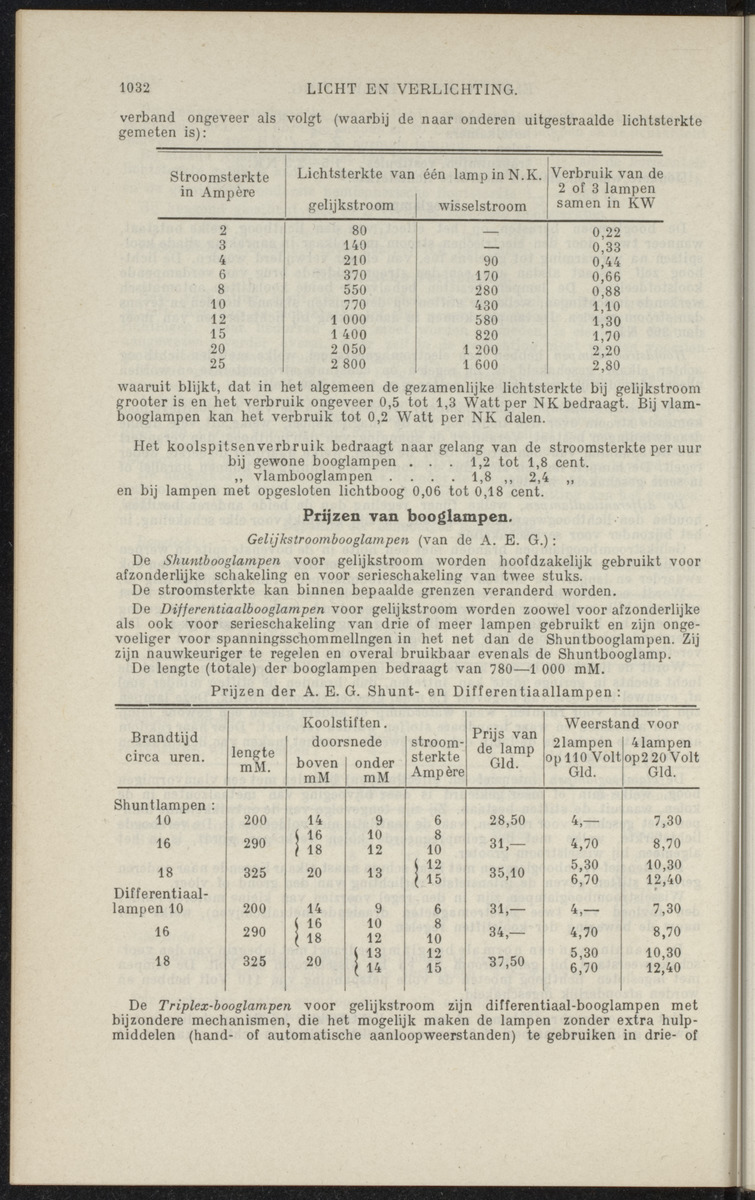 1032 LICHT EN VERLICHTING.
verband ongeveer als volgt (waarbij de naar onderen uitgestraalde lichtsterkte
gemeten is):
Stroomsterkte in Ampère | Lichtsterkte van één lamp in N.K. | Verbruik van de 2 of 3 lampen samen in KW
gelijkstroom | wisselstroom
2 | 80 | — | 0,22
3 | 140 | — | 0,33
4 | 210 | 90 | 0,44
6 | 370 | 170 | 0,66
8 | 550 | 280 | 0,88
10 | 770 | 430 | 1,10
12 | 1 000 | 580 | 1,30
15 | 1 400 | 820 | 1,70
20 | 2 050 | 1 200 | 2,20
25 | 2 800 | 1 600 | 2,80
waaruit blijkt, dat in het algemeen de gezamenlijke lichtsterkte bij gelijkstroom
grooter is en het verbruik ongeveer 0,5 tot 1,3 Watt per NK bedraagt. Bij vlam-
booglampen kan het verbruik tot 0,2 Watt per NK dalen.
Het koolspitsenverbruik bedraagt naar gelang van de stroomsterkte per uur
bij gewone booglampen . . . 1,2 tot 1,8 cent.
„ vlambooglampen . . . . 1,8 „ 2,4 „
en bij lampen met opgesloten lichtboog 0,06 tot 0,18 cent.
Prijzen van booglampen.
Gelijkstroombooglampen (van de A. E. G.):
De Shuntbooglampen voor gelijkstroom worden hoofdzakelijk gebruikt voor
afzonderlijke schakeling en voor serieschakeling van twee stuks.
De stroomsterkte kan binnen bepaalde grenzen veranderd worden.
De Differentiaalbooglampen voor gelijkstroom worden zoowel voor afzonderlijke
als ook voor serieschakeling van drie of meer lampen gebruikt en zijn onge-
voeliger voor spanningsschommellngen in het net dan de Shuntbooglampen. Zij
zijn nauwkeuriger te regelen en overal bruikbaar evenals de Shuntbooglamp.
De lengte (totale) der booglampen bedraagt van 780—1 000 mM.
Prijzen der A. E. G. Shunt- en Differentiaallampen:
Brandtijd circa uren. | Koolstiften. | Prijs van de lamp Gld. | Weerstand voor
lengte mM. | doorsnede | stroom- sterkte Ampère | 2 lampen op 110 Volt Gld. | 4 lampen op 2 20 Volt Gld.
boven mM | onder mM
Shuntlampen:
10 | 200 | 14 | 9 | 6 | 28,50 | 4,— | 7,30
16 | 290 | { 16 18 | 10 12 | 8 10 | 31,— | 4,70 | 8,70
18 | 325 | 20 | 13 | { 12 15 | 35,10 | 5,30 6,70 | 10,30 12,40
Differentiaal-
lampen 10 | 200 | 14 | 9 | 6 | 31,— | 4,— | 7,30
16 | 290 | { 16 18 | 10 12 | 8 10 | 34,— | 4,70 | 8,70
18 | 325 | 20 | { 13 14 | 12 15 | 37,50 | 5,30 6,70 | 10,30 12,40
De Triplex-booglampen voor gelijkstroom zijn differentiaal-booglampen met
bijzondere mechanismen, die het mogelijk maken de lampen zonder extra hulp-
middelen (hand- of automatische aanloopweerstanden) te gebruiken in drie- of